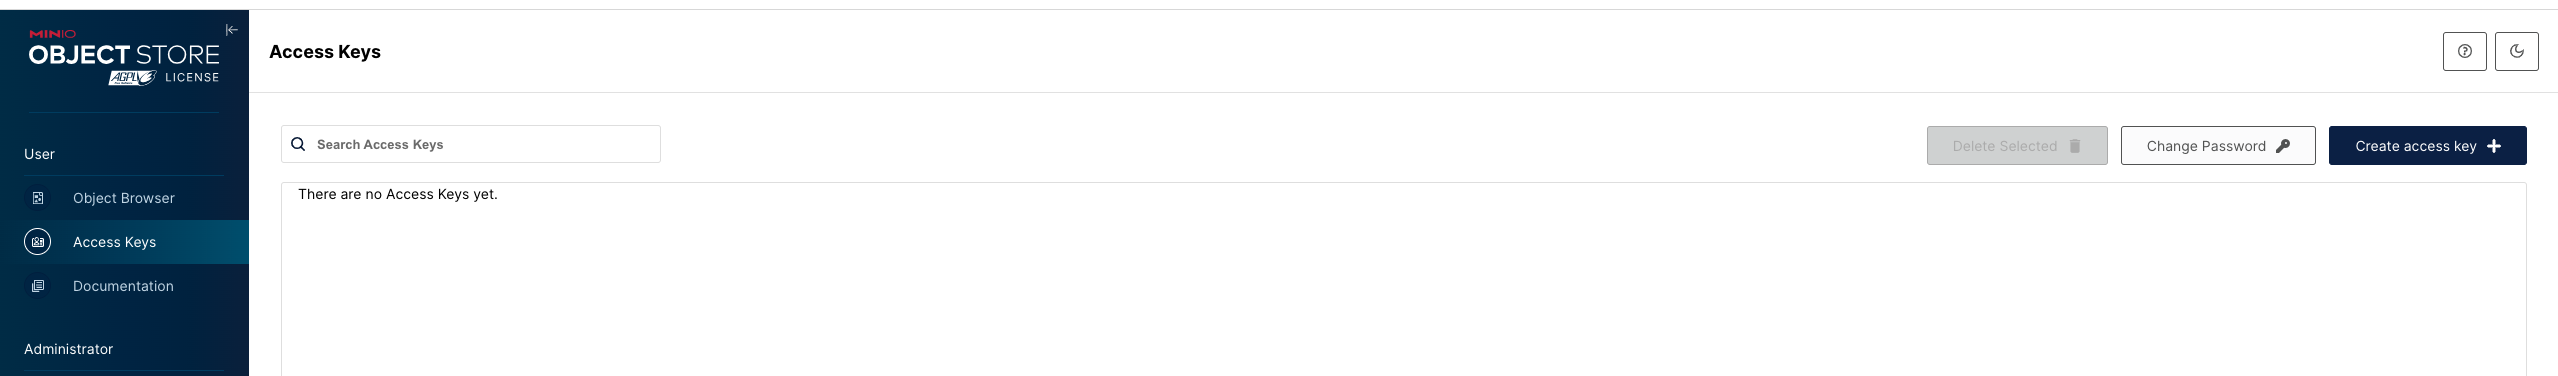 MINIO
OBJECT STORE
AGPLv3 LICENSE
User
Object Browser
Access Keys
Documentation
Administrator
Access Keys
Search Access Keys
Delete Selected
Change Password
Create access key
There are no Access Keys yet.